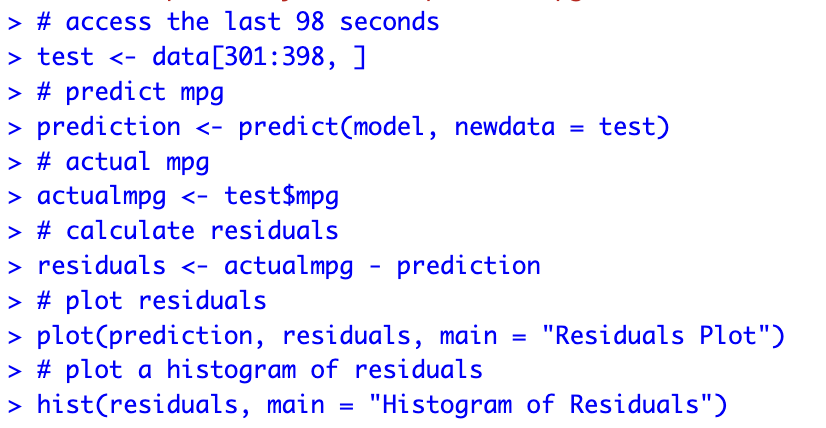 > # access the last 98 seconds
> test <- data[301:398, ]
> # predict mpg
> prediction <- predict(model, newdata = test)
> # actual mpg
> actualmpg <- test$mpg
> # calculate residuals
> residuals <- actualmpg - prediction
> # plot residuals
> plot(prediction, residuals, main = "Residuals Plot")
> # plot a histogram of residuals
> hist(residuals, main = "Histogram of Residuals")